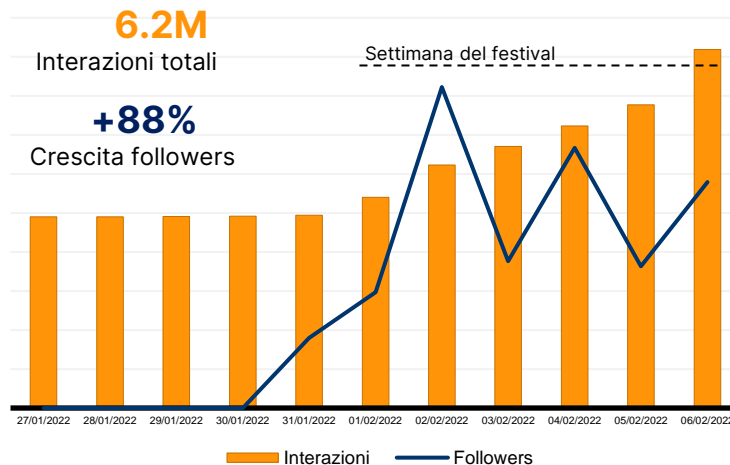 6.2M
Interazioni totali
Settimana del festival
+88%
Crescita followers
27/01/2022 28/01/2022 29/01/2022 30/01/2022 31/01/2022 01/02/2022 02/02/2022 03/02/2022 04/02/2022 05/02/2022 06/02/2022
Interazioni Followers